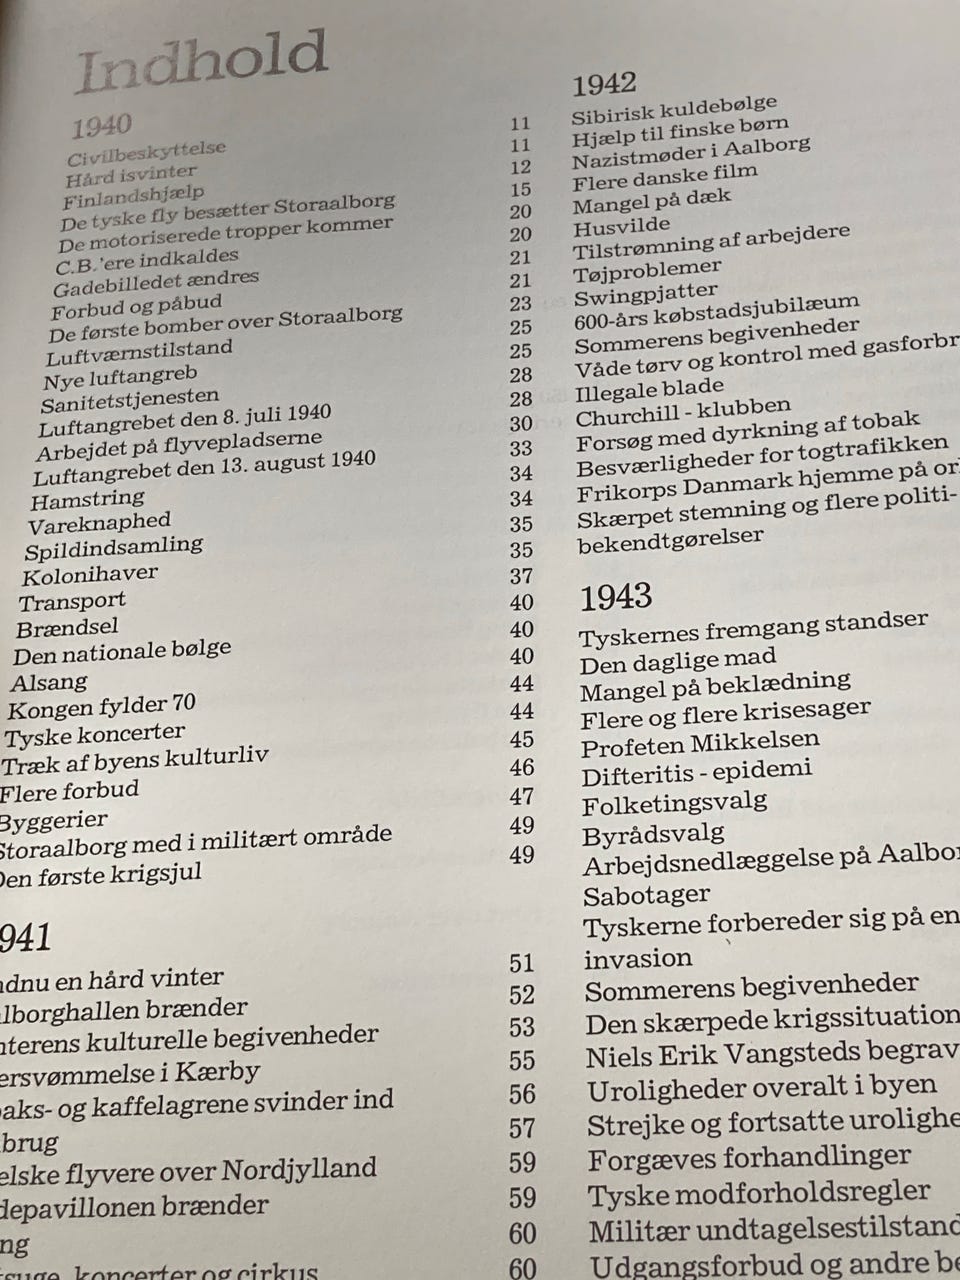 Indhold
1940
Civilbeskyttelse 11
Hård isvinter 11
Finlandshjælp 12
De tyske fly besætter Storaalborg 15
De motoriserede tropper kommer 20
C.B.'ere indkaldes 20
Gadebilledet ændres 21
Forbud og påbud 21
De første bomber over Storaalborg 23
Luftværnstilstand 25
Nye luftangreb 25
Sanitetstjenesten 28
Luftangrebet den 8. juli 1940 28
Arbejdet på flyvepladserne 30
Luftangrebet den 13. august 1940 33
Hamstring 34
Vareknaphed 34
Spildindsamling 35
Kolonihaver 35
Transport 37
Brændsel 40
Den nationale bølge 40
Alsang 40
Kongen fylder 70 44
Tyske koncerter 44
Træk af byens kulturliv 45
Flere forbud 46
Byggerier 47
Storaalborg med i militært område 49
Den første krigsjul 49
941
ndnu en hård vinter 51
lborghallen brænder 52
nterens kulturelle begivenheder 53
ersvømmelse i Kærby 55
aks- og kaffelagrene svinder ind 56
brug 57
elske flyvere over Nordjylland 59
depavillonen brænder 59
ng 60
suge, koncerter og cirkus 60
1942
Sibirisk kuldebølge
Hjælp til finske børn
Nazistmøder i Aalborg
Flere danske film
Mangel på dæk
Husvilde
Tilstrømning af arbejdere
Tøjproblemer
Swingpjatter
600-års købstadsjubilæum
Sommerens begivenheder
Våde tørv og kontrol med gasforbr
Illegale blade
Churchill - klubben
Forsøg med dyrkning af tobak
Besværligheder for togtrafikken
Frikorps Danmark hjemme på or
Skærpet stemning og flere politi-
bekendtgørelser
1943
Tyskernes fremgang standser
Den daglige mad
Mangel på beklædning
Flere og flere krisesager
Profeten Mikkelsen
Difteritis - epidemi
Folketingsvalg
Byrådsvalg
Arbejdsnedlæggelse på Aalbor
Sabotager
Tyskerne forbereder sig på en
invasion
Sommerens begivenheder
Den skærpede krigssituation
Niels Erik Vangsteds begrav
Uroligheder overalt i byen
Strejke og fortsatte urolighe
Forgæves forhandlinger
Tyske modforholdsregler
Militær undtagelsestilstand
Udgangsforbud og andre be